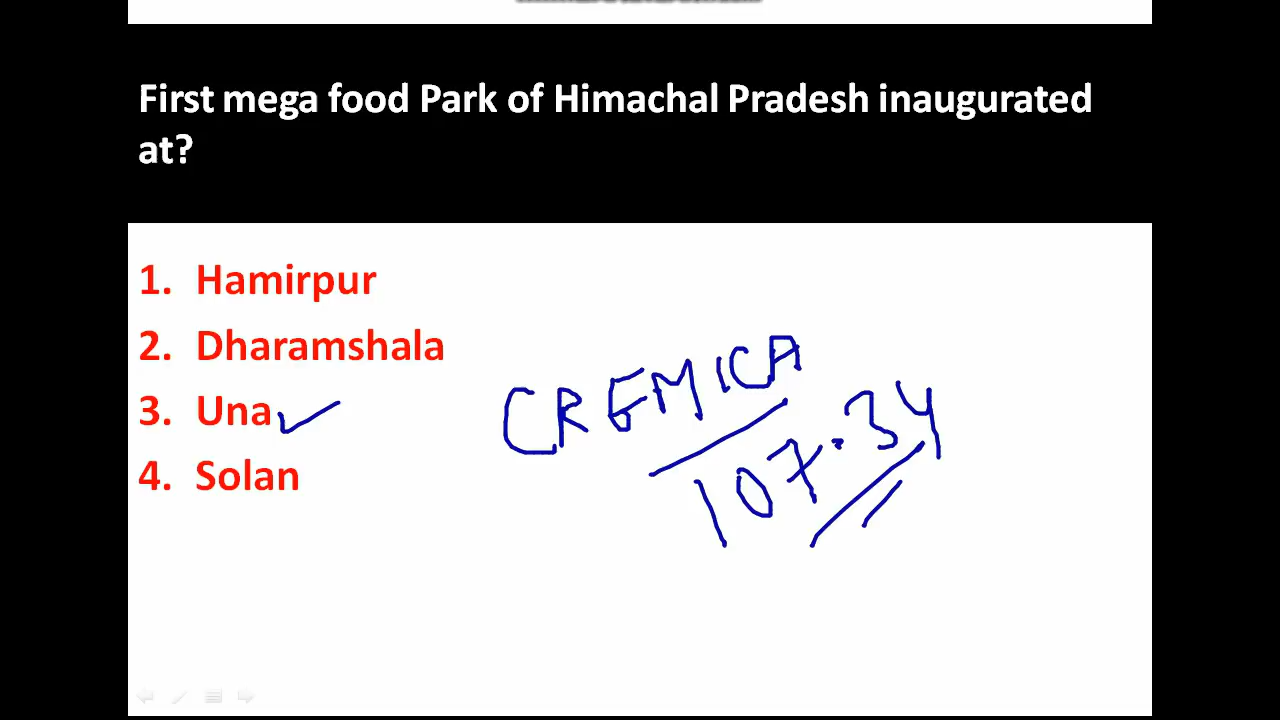 First mega food Park of Himachal Pradesh inaugurated
at?
1. Hamirpur
2. Dharamshala
3. Una
4. Solan
CREMICA
107.34